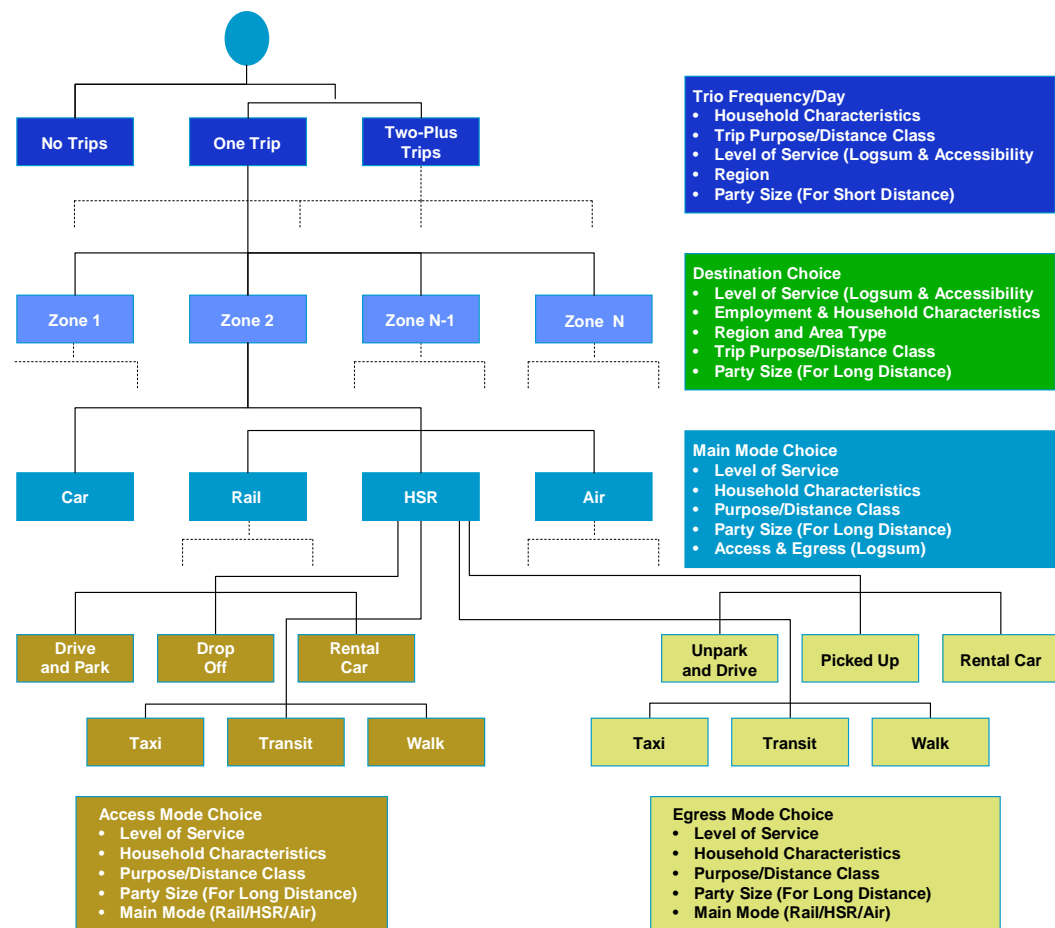 Trio Frequency/Day
• Household Characteristics
• Trip Purpose/Distance Class
• Level of Service (Logsum & Accessibility
• Region
• Party Size (For Short Distance)
No Trips
One Trip
Two-Plus
Trips
Destination Choice
• Level of Service (Logsum & Accessibility
• Employment & Household Characteristics
• Region and Area Type
• Trip Purpose/Distance Class
• Party Size (For Long Distance)
Zone 1
Zone 2
Zone N-1
Zone N
Main Mode Choice
• Level of Service
• Household Characteristics
• Purpose/Distance Class
• Party Size (For Long Distance)
• Access & Egress (Logsum)
Car
Rail
HSR
Air
Drive
and Park
Drop
Off
Rental
Car
Unpark
and Drive
Picked Up
Rental Car
Taxi
Transit
Walk
Taxi
Transit
Walk
Access Mode Choice
• Level of Service
• Household Characteristics
• Purpose/Distance Class
• Party Size (For Long Distance)
• Main Mode (Rail/HSR/Air)
Egress Mode Choice
• Level of Service
• Household Characteristics
• Purpose/Distance Class
• Party Size (For Long Distance)
• Main Mode (Rail/HSR/Air)